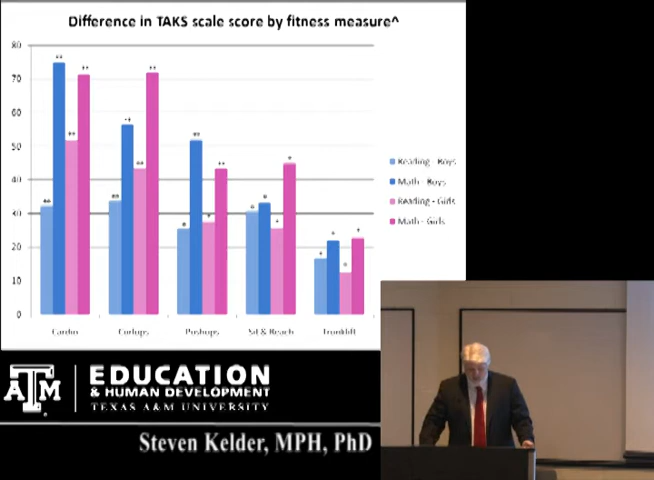 Difference in TAKS scale score by fitness measure^
80
70
60
50
40
30
20
10
0
** ** ** **
** ** ** **
* ** * **
* * * *
* * * *
Cardio Curlups Pushups Sit & Reach Trunklift
Reading - Boys
Math - Boys
Reading - Girls
Math - Girls
ATM EDUCATION
& HUMAN DEVELOPMENT
TEXAS A&M UNIVERSITY
Steven Kelder, MPH, PhD